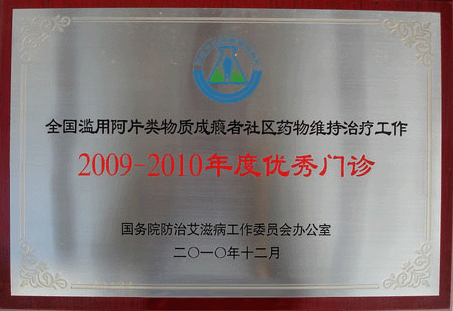 全国滥用阿片类物质成瘾者社区药物维持治疗工作
2009-2010年度优秀门诊
国务院防治艾滋病工作委员会办公室
二〇一〇年十二月